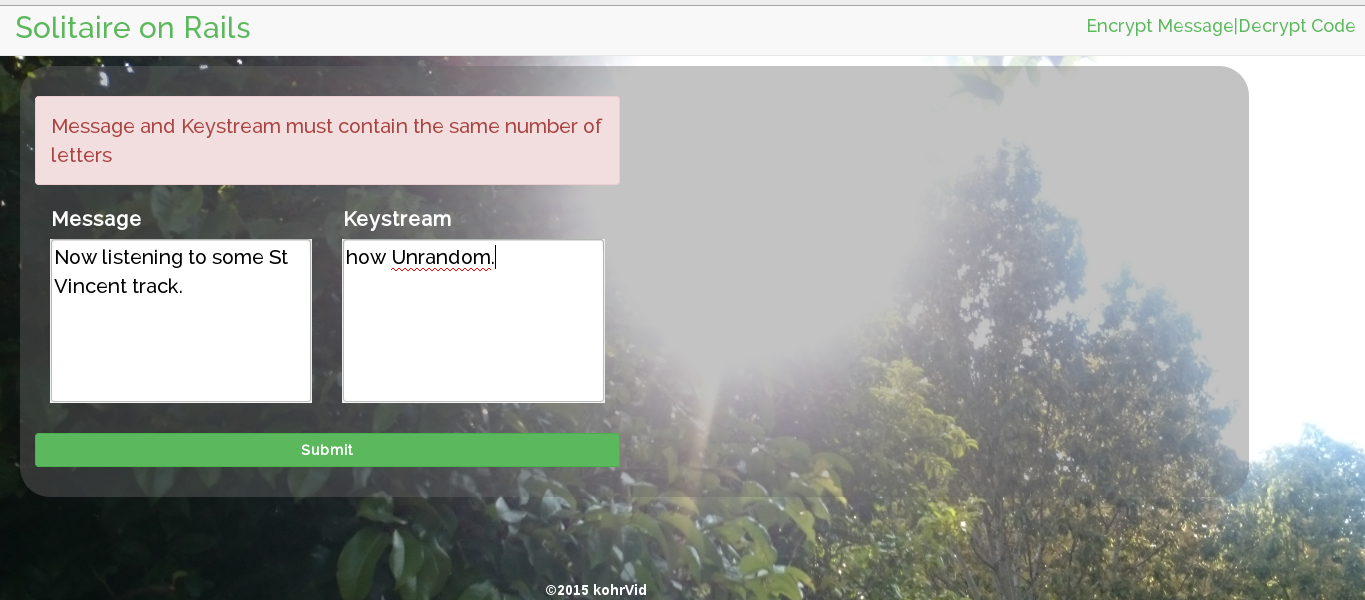 Solitaire on Rails
Encrypt Message|Decrypt Code
Message and Keystream must contain the same number of
letters
Message
Keystream
Now listening to some St
Vincent track.
how Unrandom.
Submit
©2015 kohrVid